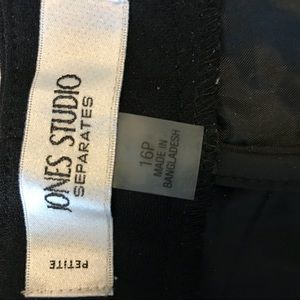 JONES STUDIO
SEPARATES
PETITE
16P
MADE IN
BANGLADESH